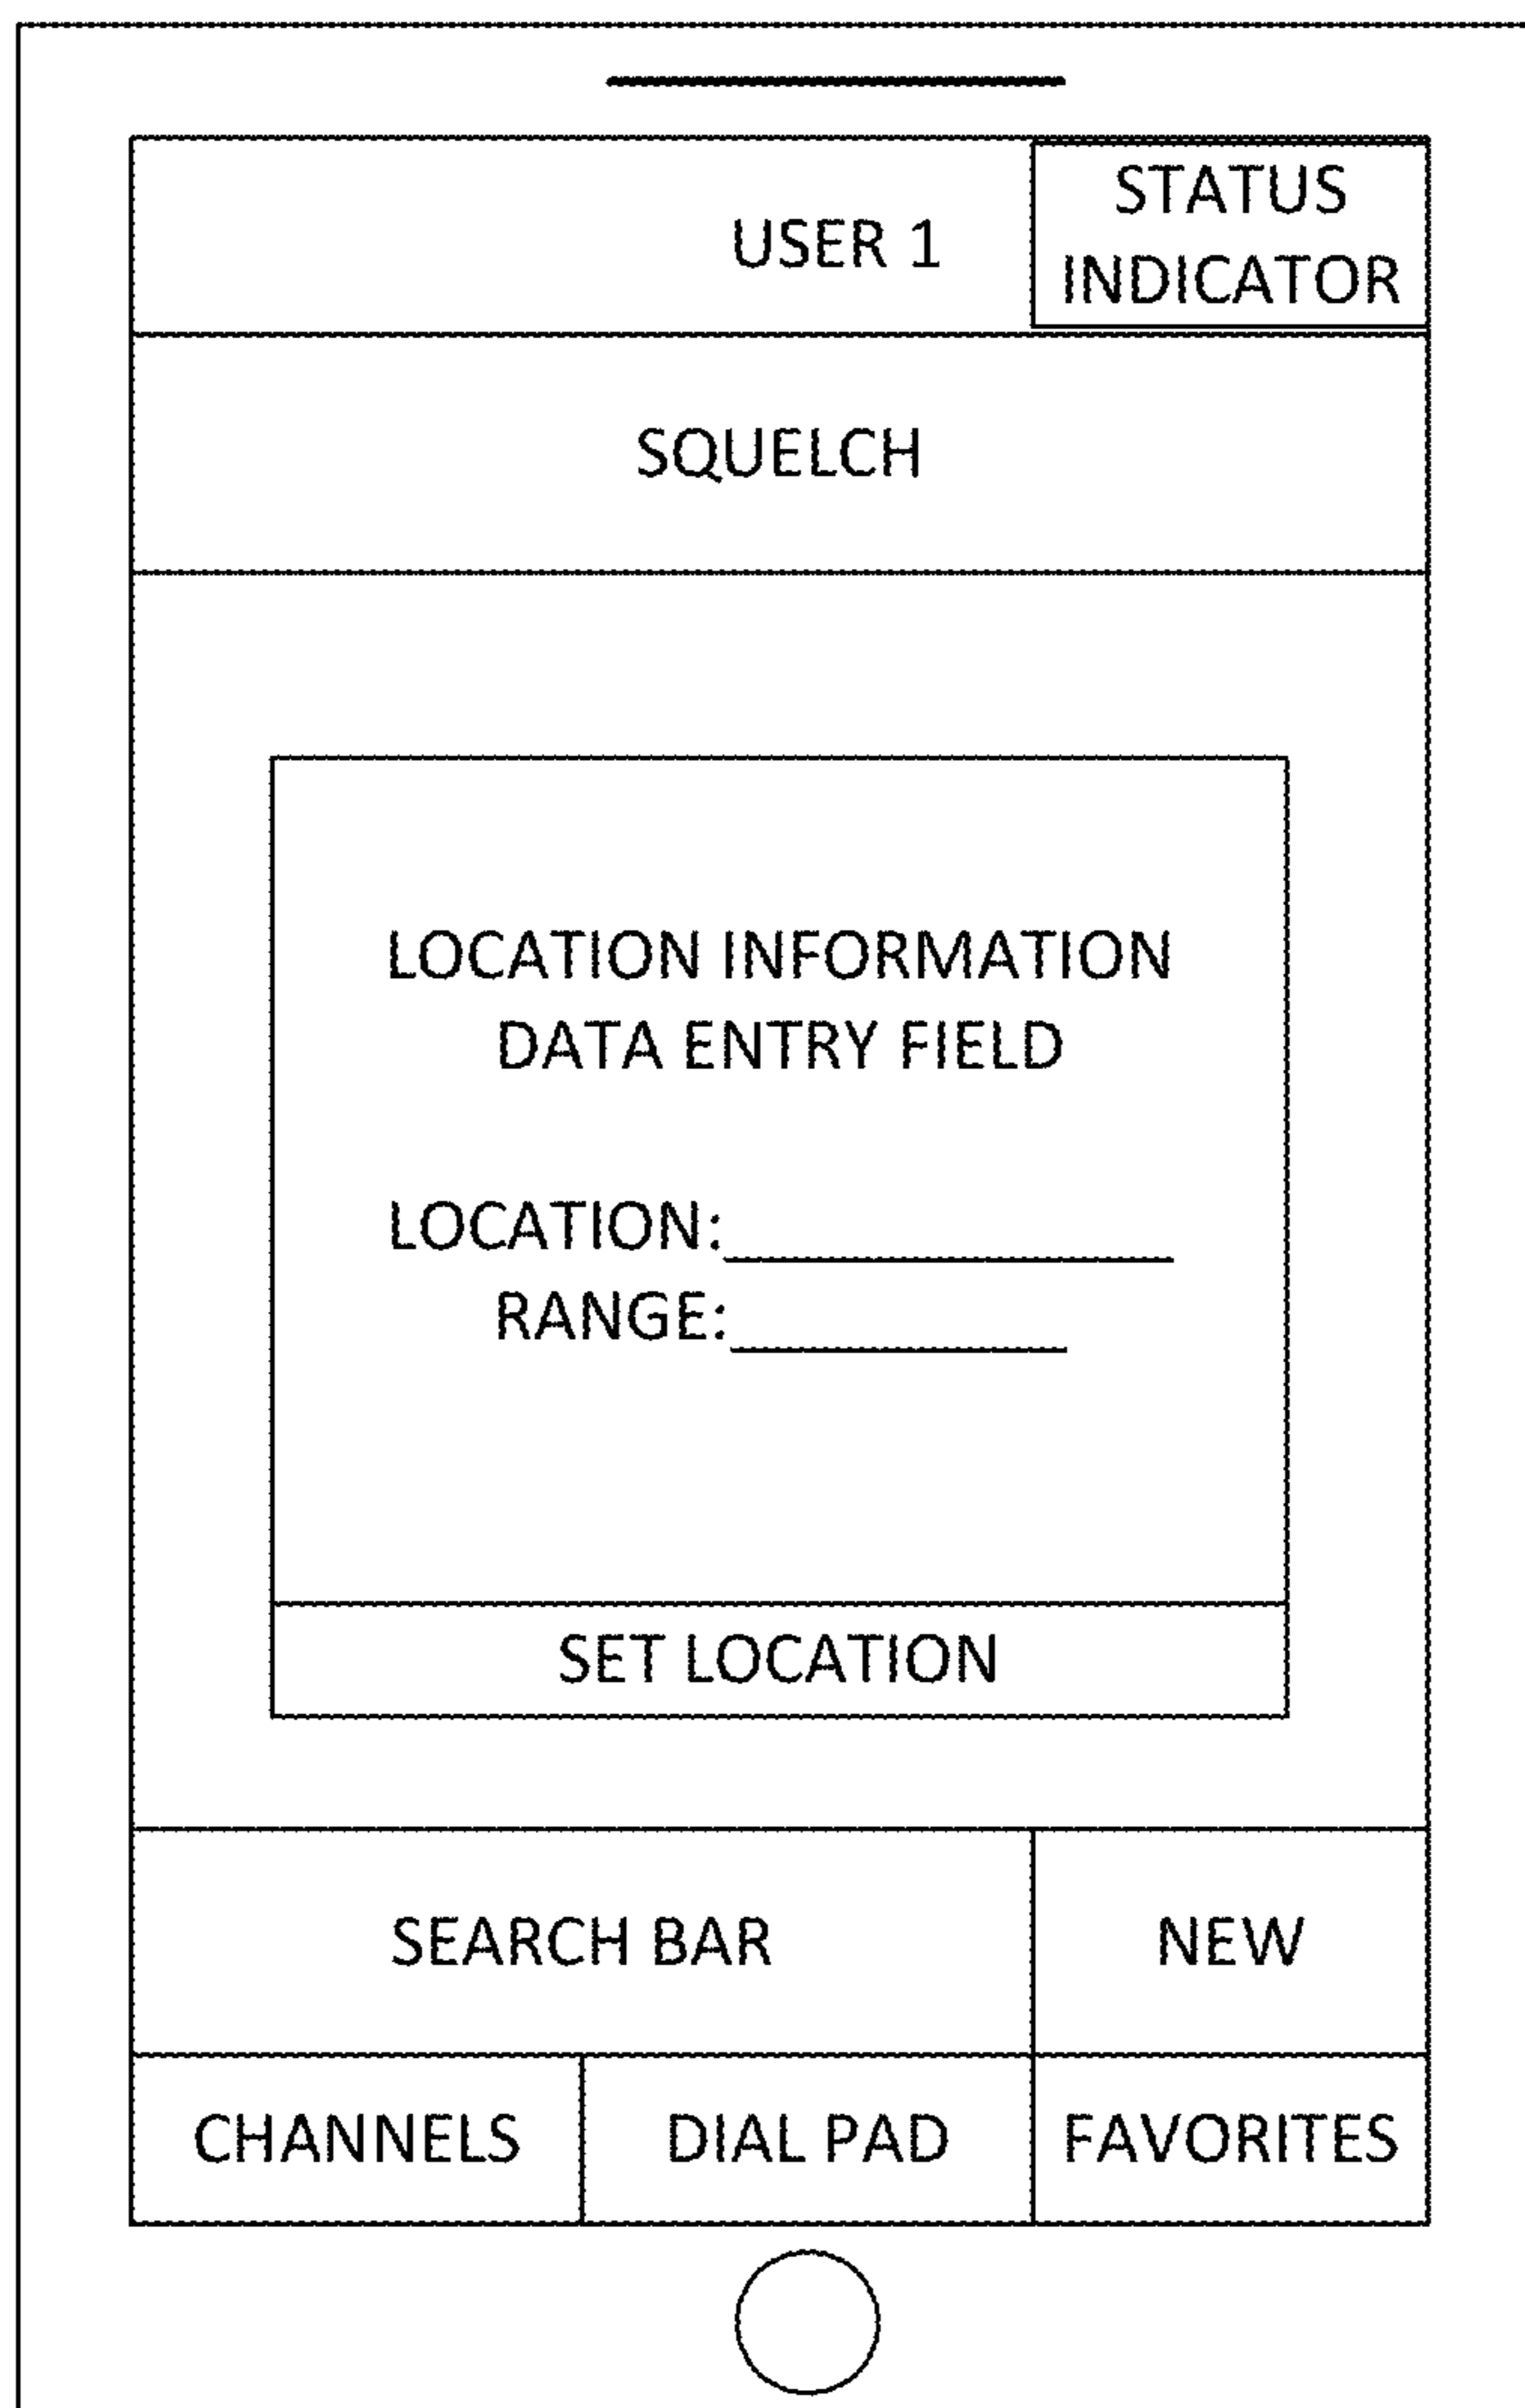 USER 1
STATUS
INDICATOR
SQUELCH
LOCATION INFORMATION
DATA ENTRY FIELD
LOCATION:
RANGE:
SET LOCATION
SEARCH BAR
NEW
CHANNELS
DIAL PAD
FAVORITES